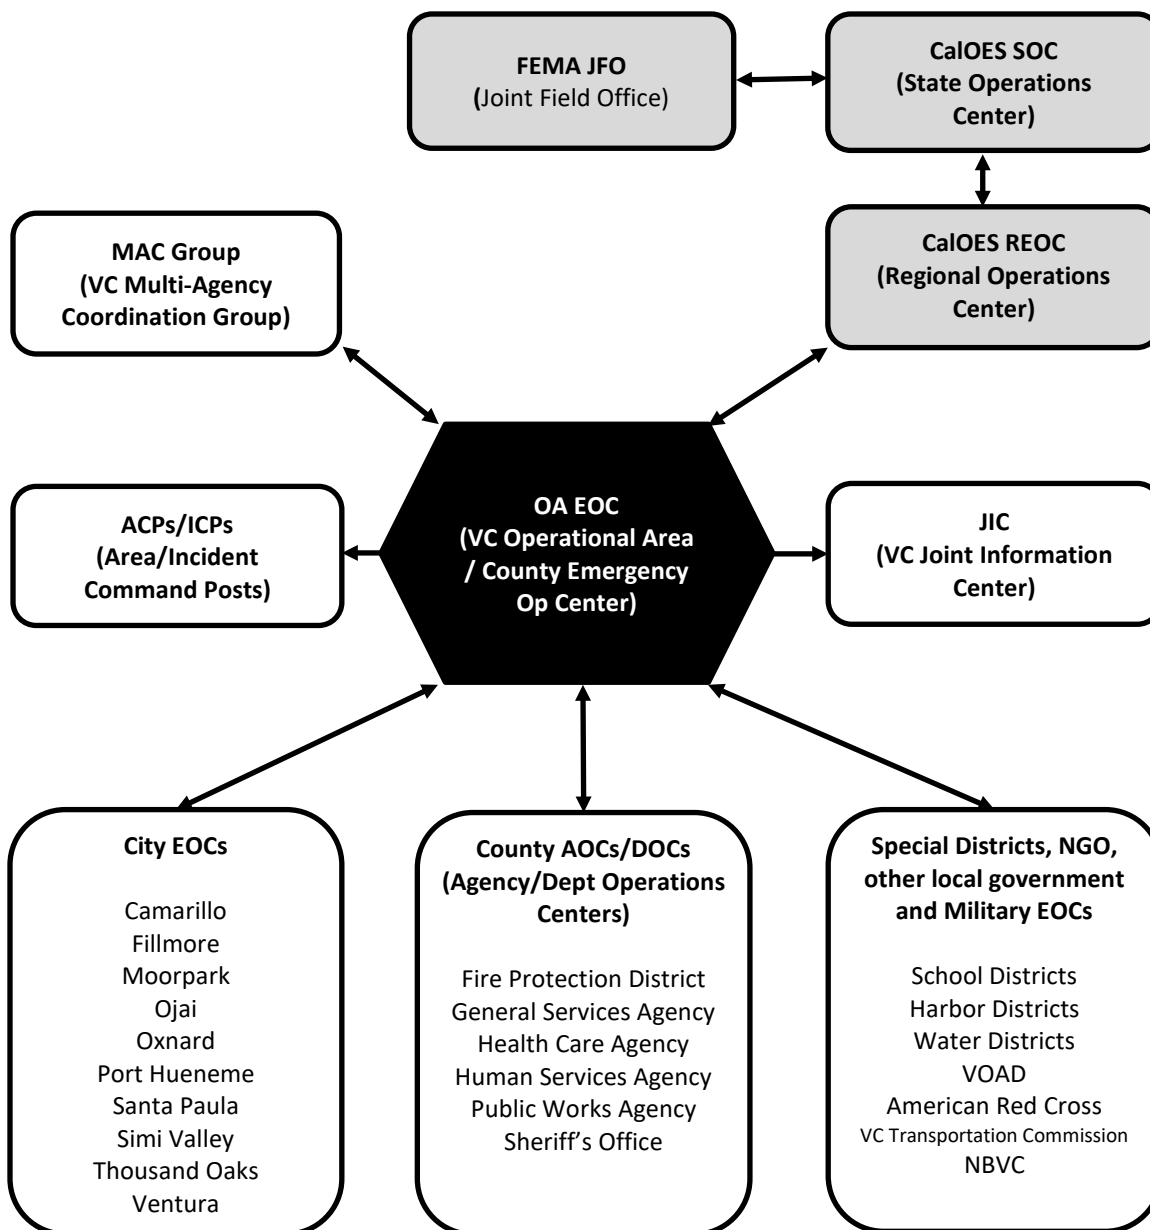 FEMA JFO
(Joint Field Office)
CalOES SOC
(State Operations
Center)
MAC Group
(VC Multi-Agency
Coordination Group)
CalOES REOC
(Regional Operations
Center)
ACPs/ICPs
(Area/Incident
Command Posts)
OA EOC
(VC Operational Area
/ County Emergency
Op Center)
JIC
(VC Joint Information
Center)
City EOCs
Camarillo
Fillmore
Moorpark
Ojai
Oxnard
Port Hueneme
Santa Paula
Simi Valley
Thousand Oaks
Ventura
County AOCs/DOCs
(Agency/Dept Operations
Centers)
Fire Protection District
General Services Agency
Health Care Agency
Human Services Agency
Public Works Agency
Sheriff’s Office
Special Districts, NGO,
other local government
and Military EOCs
School Districts
Harbor Districts
Water Districts
VOAD
American Red Cross
VC Transportation Commission
NBVC